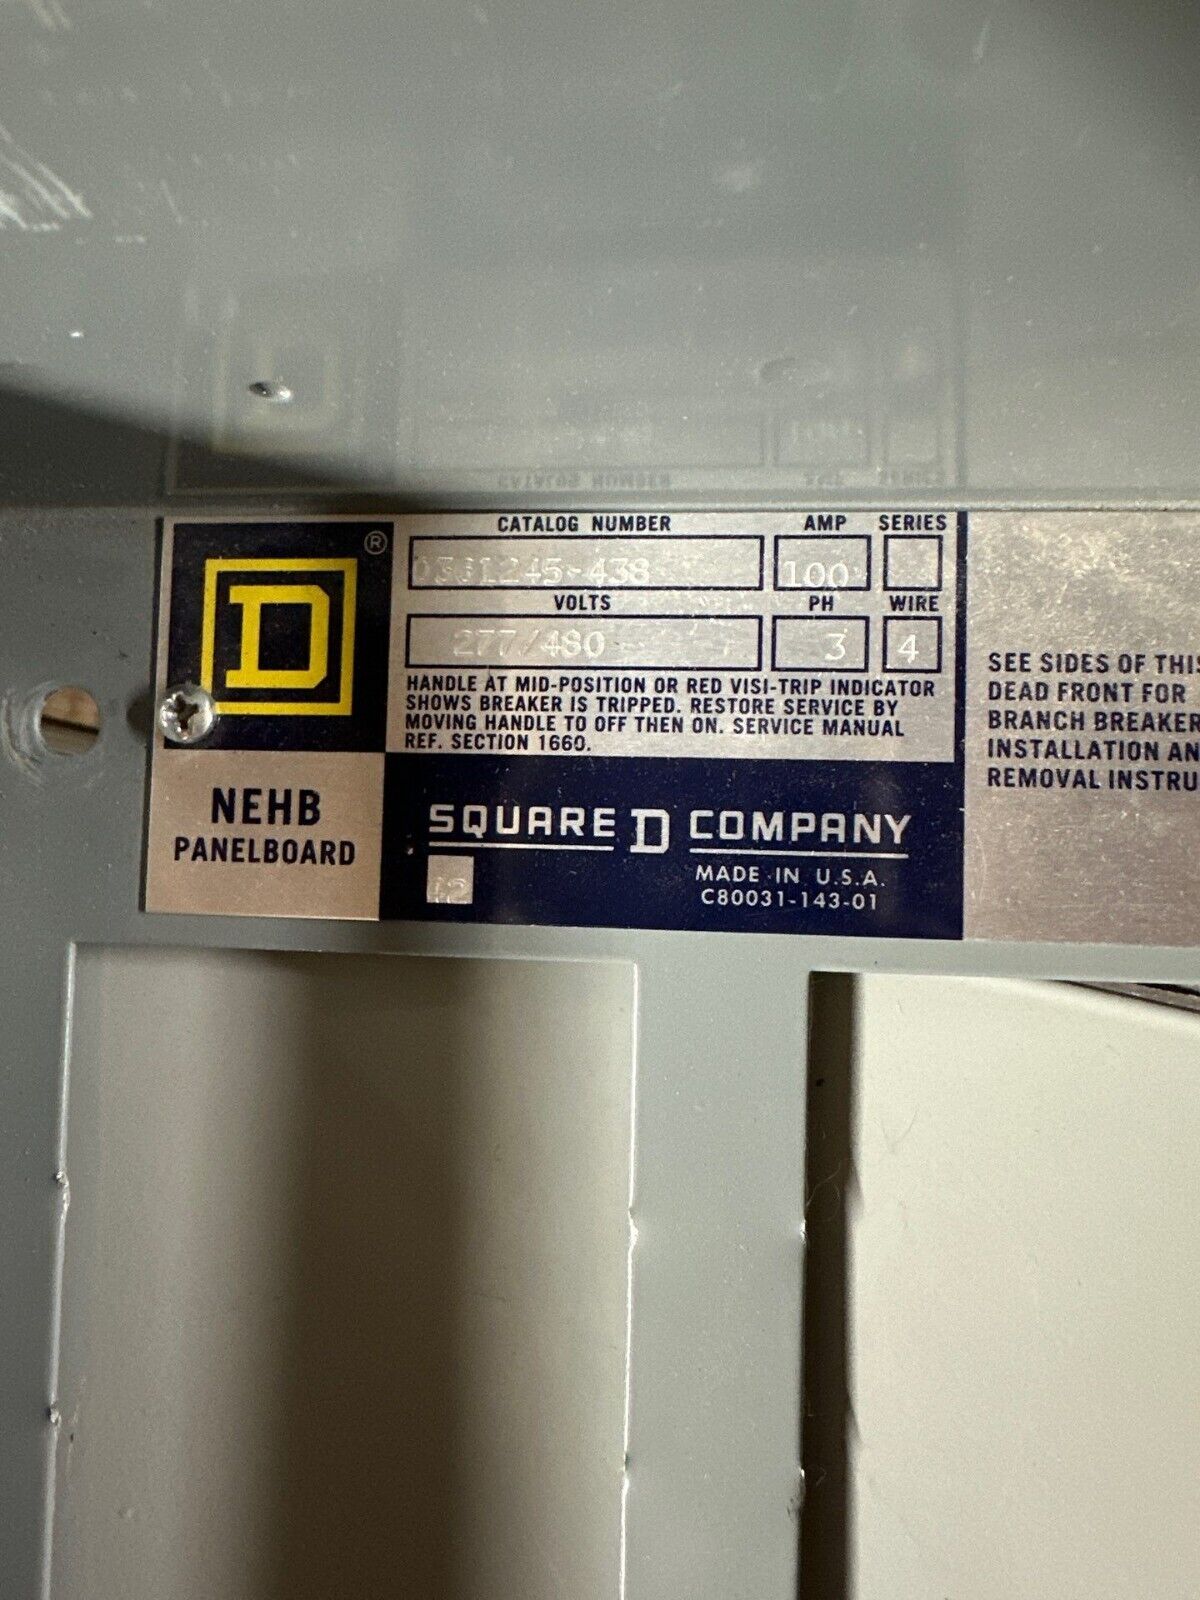 CATALOG NUMBER AMP SERIES
100
VOLTS PH WIRE
277/480 3 4
HANDLE AT MID-POSITION OR RED VISI-TRIP INDICATOR
SHOWS BREAKER IS TRIPPED. RESTORE SERVICE BY
MOVING HANDLE TO OFF THEN ON. SERVICE MANUAL
REF. SECTION 1660.
D ®
NEHB
PANELBOARD
SQUARE D COMPANY
12
MADE IN U.S.A.
C80031-143-01
SEE SIDES OF THIS
DEAD FRONT FOR
BRANCH BREAKER
INSTALLATION AN
REMOVAL INSTRU